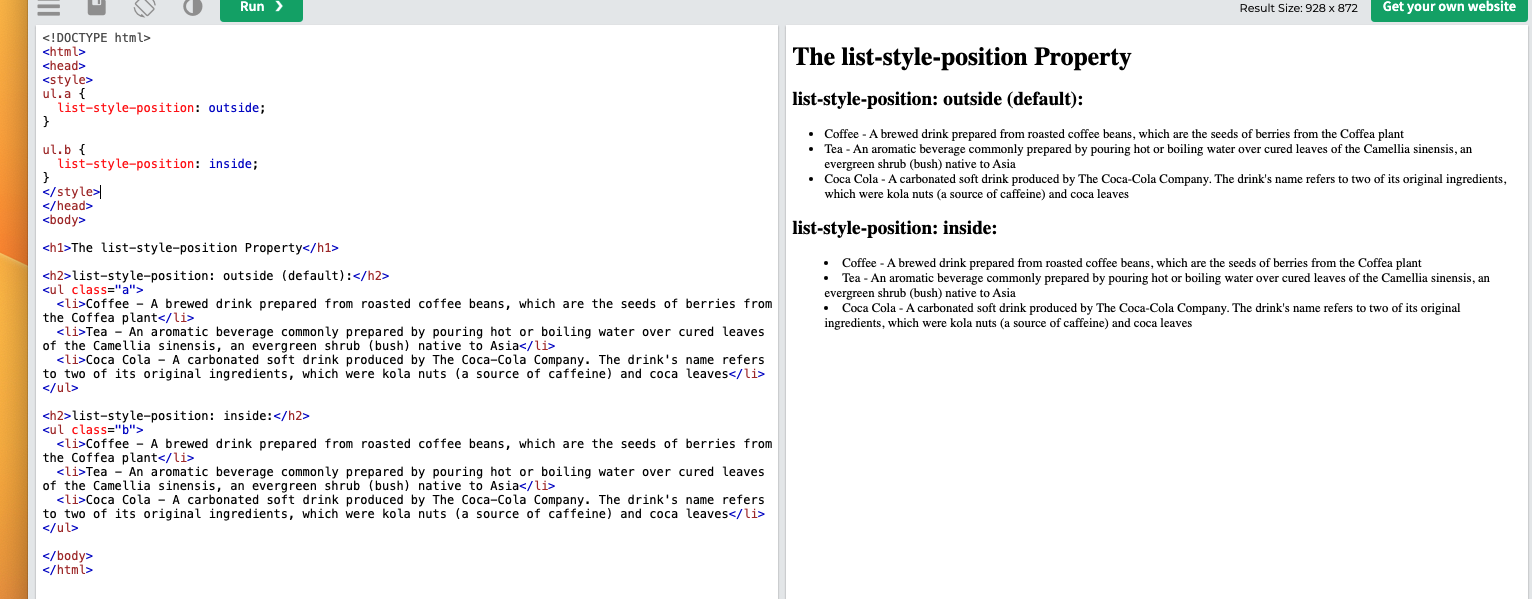 Run ❯
Result Size: 928 x 872
Get your own website
<!DOCTYPE html>
<html>
<head>
<style>
ul.a {
  list-style-position: outside;
}

ul.b {
  list-style-position: inside;
}
</style>
</head>
<body>

<h1>The list-style-position Property</h1>

<h2>list-style-position: outside (default):</h2>
<ul class="a">
  <li>Coffee - A brewed drink prepared from roasted coffee beans, which are the seeds of berries from
the Coffea plant</li>
  <li>Tea - An aromatic beverage commonly prepared by pouring hot or boiling water over cured leaves
of the Camellia sinensis, an evergreen shrub (bush) native to Asia</li>
  <li>Coca Cola - A carbonated soft drink produced by The Coca-Cola Company. The drink's name refers
to two of its original ingredients, which were kola nuts (a source of caffeine) and coca leaves</li>
</ul>

<h2>list-style-position: inside:</h2>
<ul class="b">
  <li>Coffee - A brewed drink prepared from roasted coffee beans, which are the seeds of berries from
the Coffea plant</li>
  <li>Tea - An aromatic beverage commonly prepared by pouring hot or boiling water over cured leaves
of the Camellia sinensis, an evergreen shrub (bush) native to Asia</li>
  <li>Coca Cola - A carbonated soft drink produced by The Coca-Cola Company. The drink's name refers
to two of its original ingredients, which were kola nuts (a source of caffeine) and coca leaves</li>
</ul>

</body>
</html>
The list-style-position Property
list-style-position: outside (default):
• Coffee - A brewed drink prepared from roasted coffee beans, which are the seeds of berries from the Coffea plant
• Tea - An aromatic beverage commonly prepared by pouring hot or boiling water over cured leaves of the Camellia sinensis, an
evergreen shrub (bush) native to Asia
• Coca Cola - A carbonated soft drink produced by The Coca-Cola Company. The drink's name refers to two of its original ingredients,
which were kola nuts (a source of caffeine) and coca leaves
list-style-position: inside:
• Coffee - A brewed drink prepared from roasted coffee beans, which are the seeds of berries from the Coffea plant
• Tea - An aromatic beverage commonly prepared by pouring hot or boiling water over cured leaves of the Camellia sinensis, an
evergreen shrub (bush) native to Asia
• Coca Cola - A carbonated soft drink produced by The Coca-Cola Company. The drink's name refers to two of its original
ingredients, which were kola nuts (a source of caffeine) and coca leaves